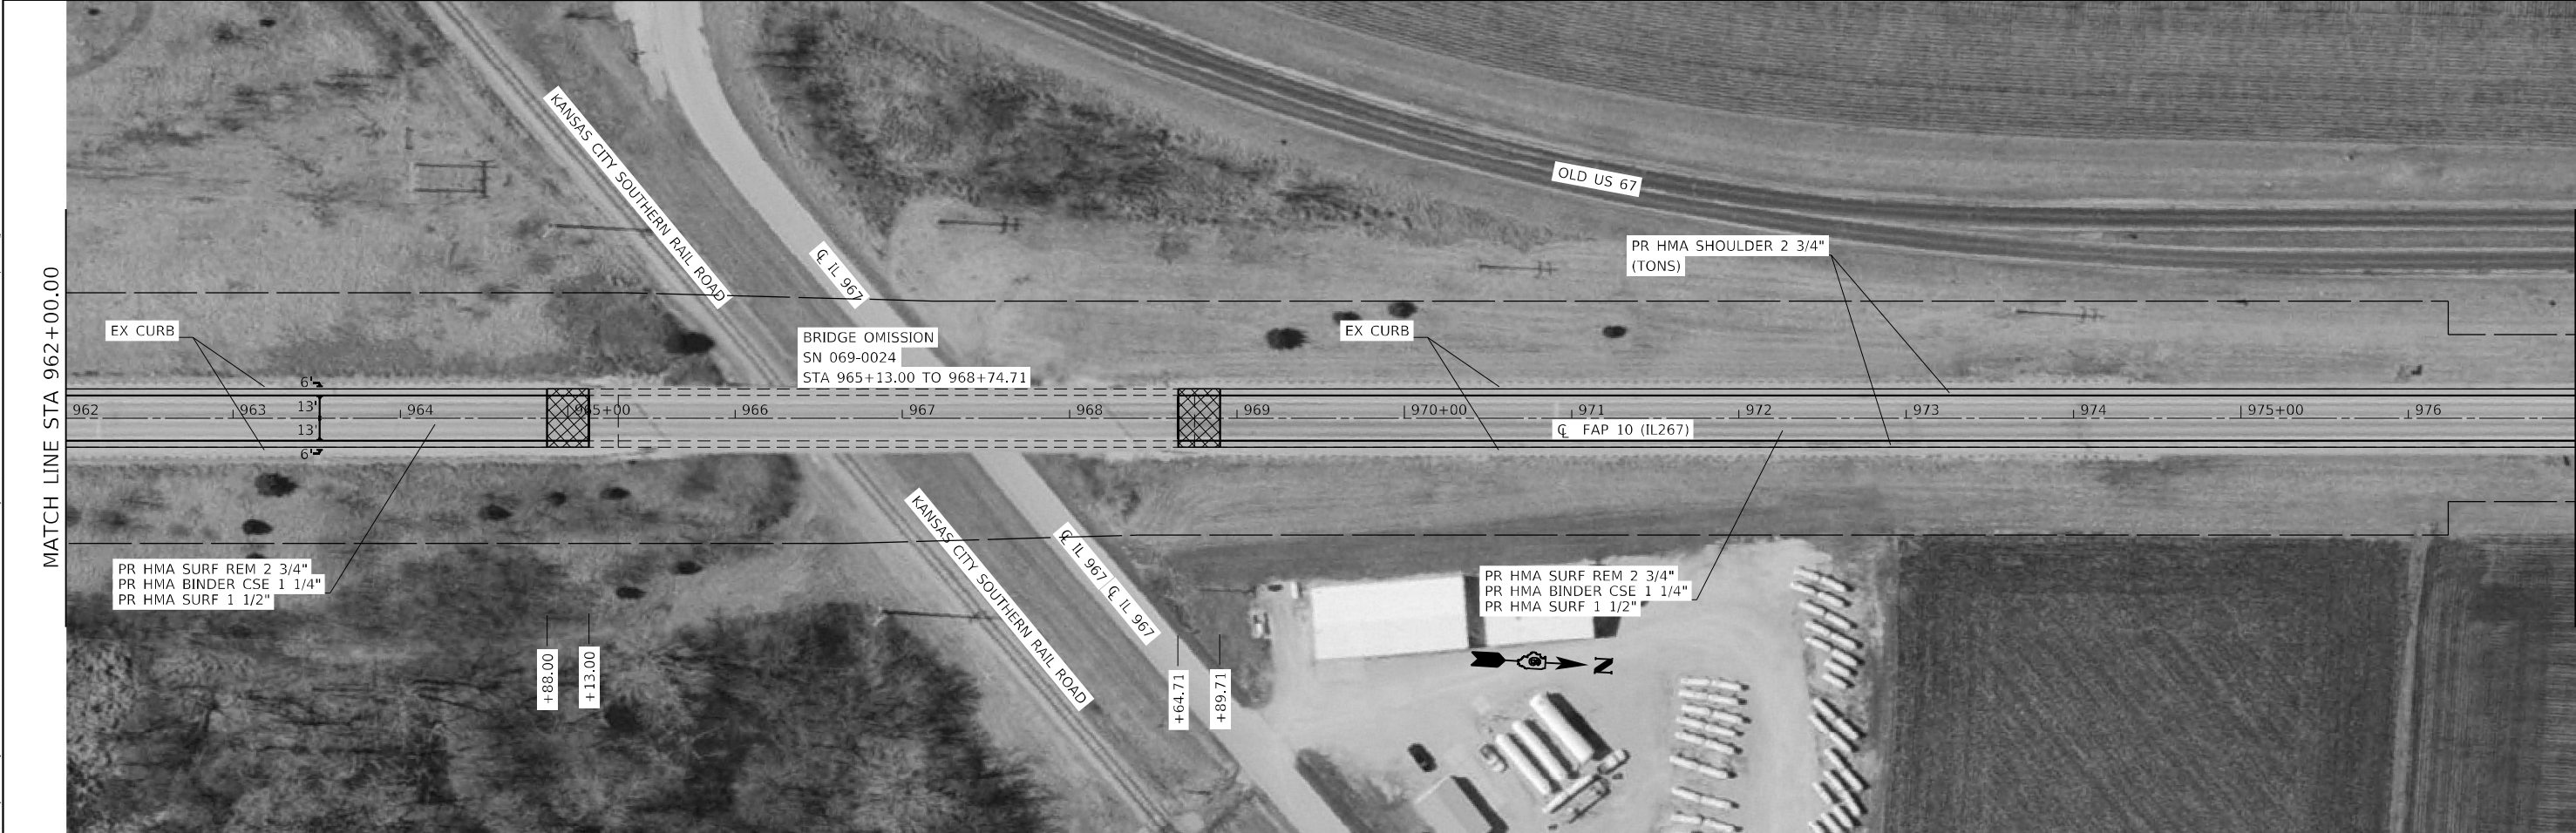 MATCH LINE STA 962+00.00
KANSAS CITY SOUTHERN RAIL ROAD
℄ IL 967
OLD US 67
PR HMA SHOULDER 2 3/4"
(TONS)
EX CURB
BRIDGE OMISSION
SN 069-0024
STA 965+13.00 TO 968+74.71
EX CURB
6'
13'
13'
6'
962 963 964 965+00 966 967 968 969 970+00 971 972 973 974 975+00 976
℄ FAP 10 (IL267)
KANSAS CITY SOUTHERN RAIL ROAD
℄ IL 967 ℄ IL 967
PR HMA SURF REM 2 3/4"
PR HMA BINDER CSE 1 1/4"
PR HMA SURF 1 1/2"
PR HMA SURF REM 2 3/4"
PR HMA BINDER CSE 1 1/4"
PR HMA SURF 1 1/2"
+88.00
+13.00
+64.71
+89.71
N